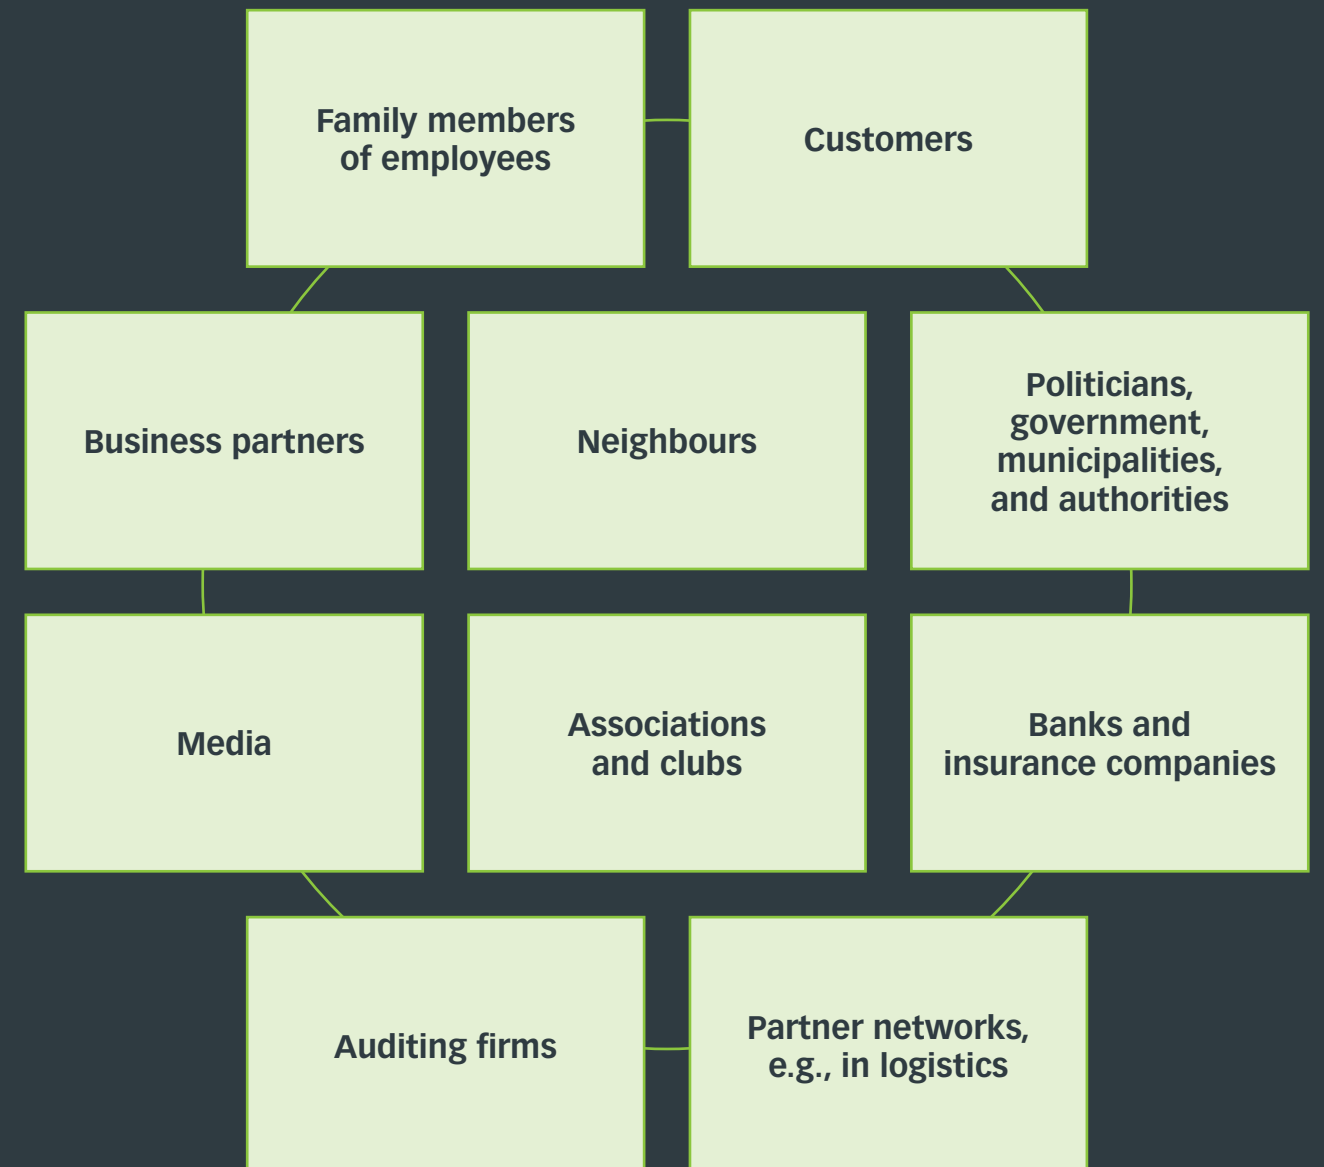 Family members
of employees
Customers
Business partners
Neighbours
Politicians,
government,
municipalities,
and authorities
Media
Associations
and clubs
Banks and
insurance companies
Auditing firms
Partner networks,
e.g., in logistics